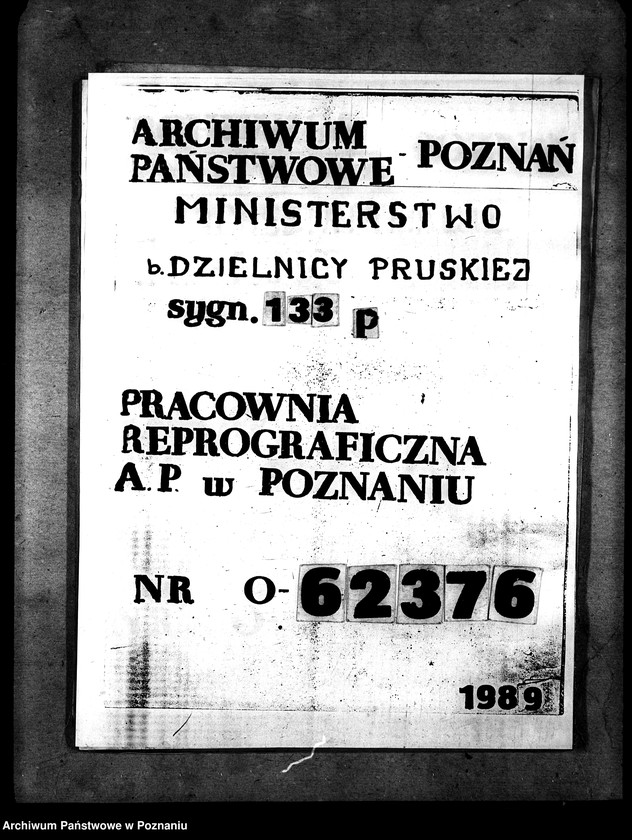 ARCHIWUM
PAŃSTWOWE - POZNAŃ
MINISTERSTWO
b. DZIELNICY PRUSKIEJ
sygn. 133 p
PRACOWNIA
REPROGRAFICZNA
A.P. w POZNANIU
NR O-62376
1989
Archiwum Państwowe w Poznaniu